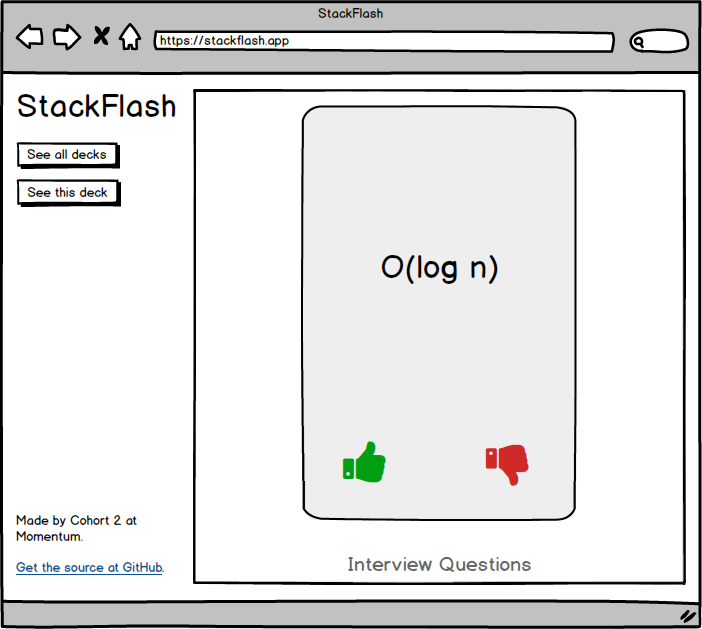 StackFlash
https://stackflash.app
StackFlash
See all decks
See this deck
O(log n)
Made by Cohort 2 at
Momentum.
Get the source at GitHub.
Interview Questions